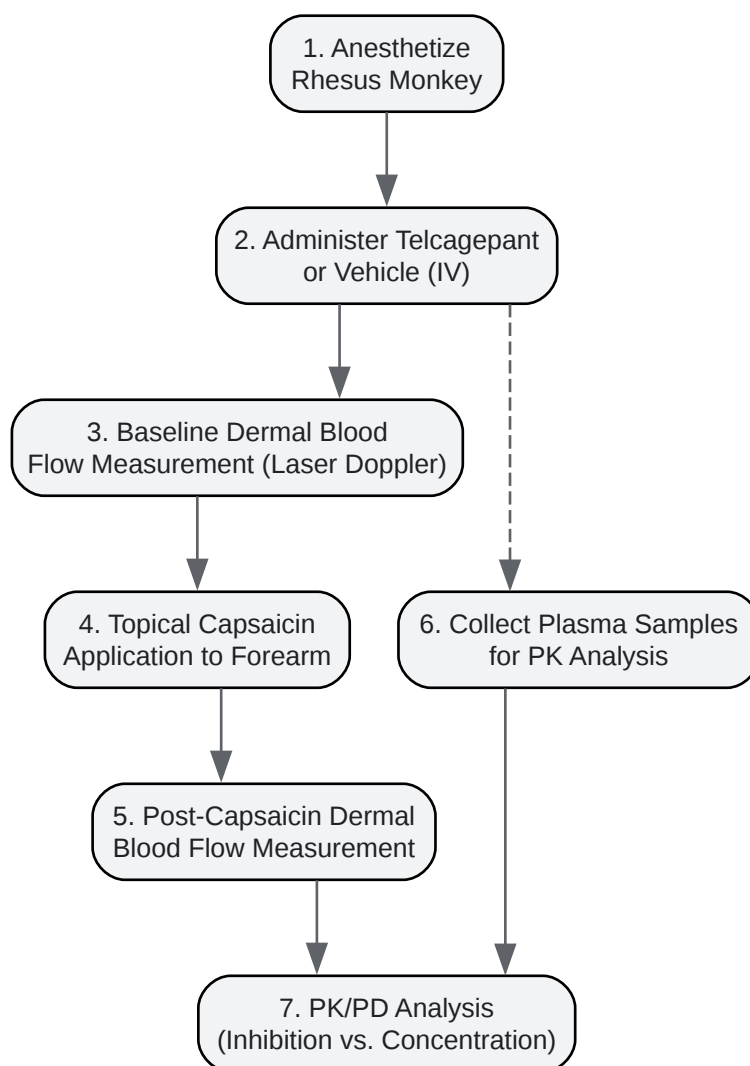 1. Anesthetize
Rhesus Monkey
2. Administer Telcagepant
or Vehicle (IV)
3. Baseline Dermal Blood
Flow Measurement (Laser Doppler)
4. Topical Capsaicin
Application to Forearm
6. Collect Plasma Samples
for PK Analysis
5. Post-Capsaicin Dermal
Blood Flow Measurement
7. PK/PD Analysis
(Inhibition vs. Concentration)